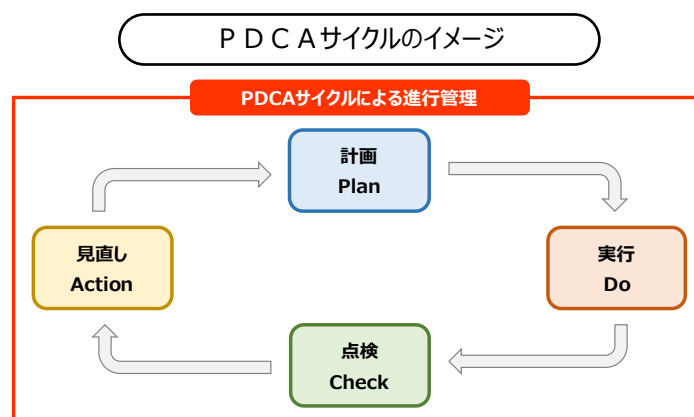 ＰＤＣＡサイクルのイメージ
PDCAサイクルによる進行管理
計画
Plan
見直し
Action
実行
Do
点検
Check